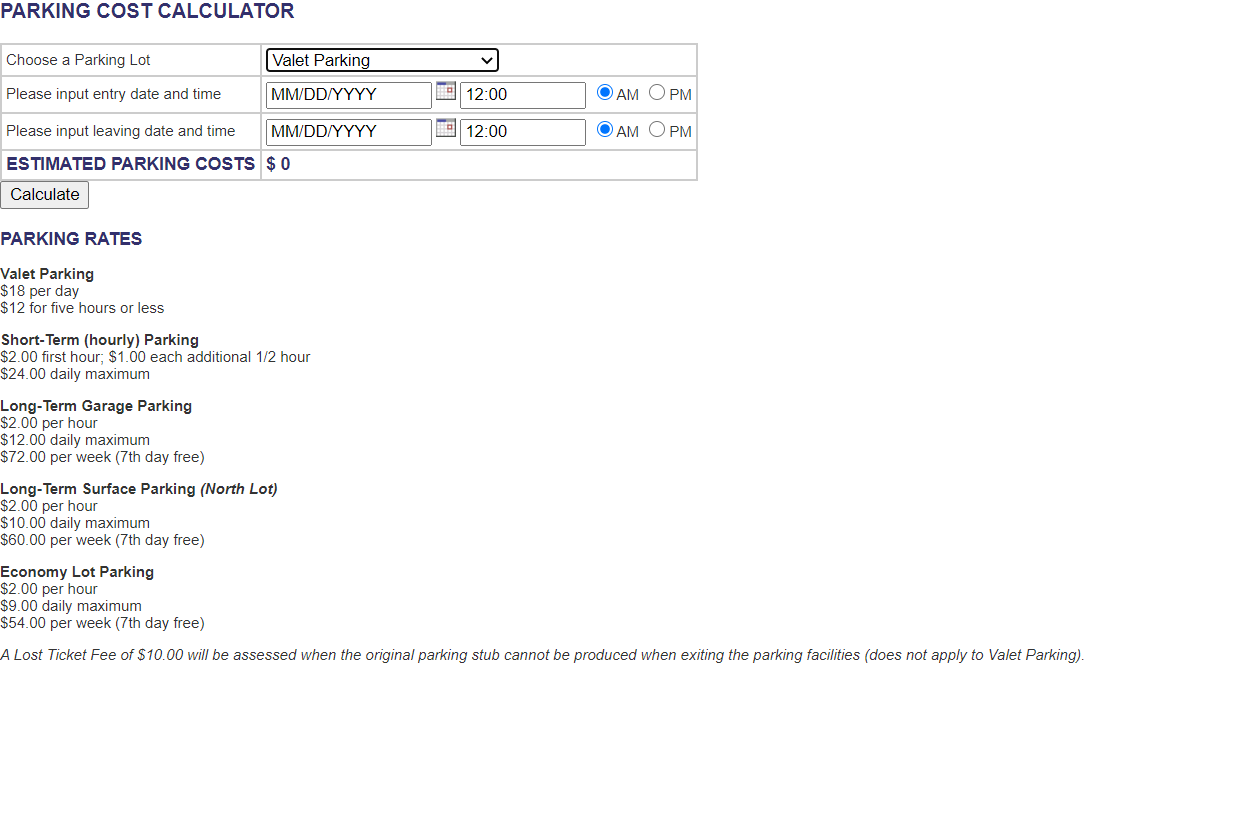 PARKING COST CALCULATOR
Choose a Parking Lot Valet Parking
Please input entry date and time MM/DD/YYYY 12:00 AM PM
Please input leaving date and time MM/DD/YYYY 12:00 AM PM
ESTIMATED PARKING COSTS $ 0
Calculate
PARKING RATES
Valet Parking
$18 per day
$12 for five hours or less
Short-Term (hourly) Parking
$2.00 first hour; $1.00 each additional 1/2 hour
$24.00 daily maximum
Long-Term Garage Parking
$2.00 per hour
$12.00 daily maximum
$72.00 per week (7th day free)
Long-Term Surface Parking (North Lot)
$2.00 per hour
$10.00 daily maximum
$60.00 per week (7th day free)
Economy Lot Parking
$2.00 per hour
$9.00 daily maximum
$54.00 per week (7th day free)
A Lost Ticket Fee of $10.00 will be assessed when the original parking stub cannot be produced when exiting the parking facilities (does not apply to Valet Parking).